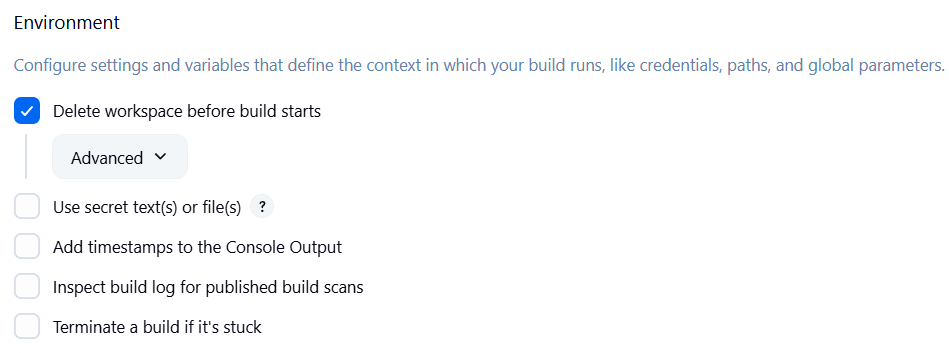 Environment
Configure settings and variables that define the context in which your build runs, like credentials, paths, and global parameters.
Delete workspace before build starts
Advanced
Use secret text(s) or file(s) ?
Add timestamps to the Console Output
Inspect build log for published build scans
Terminate a build if it's stuck